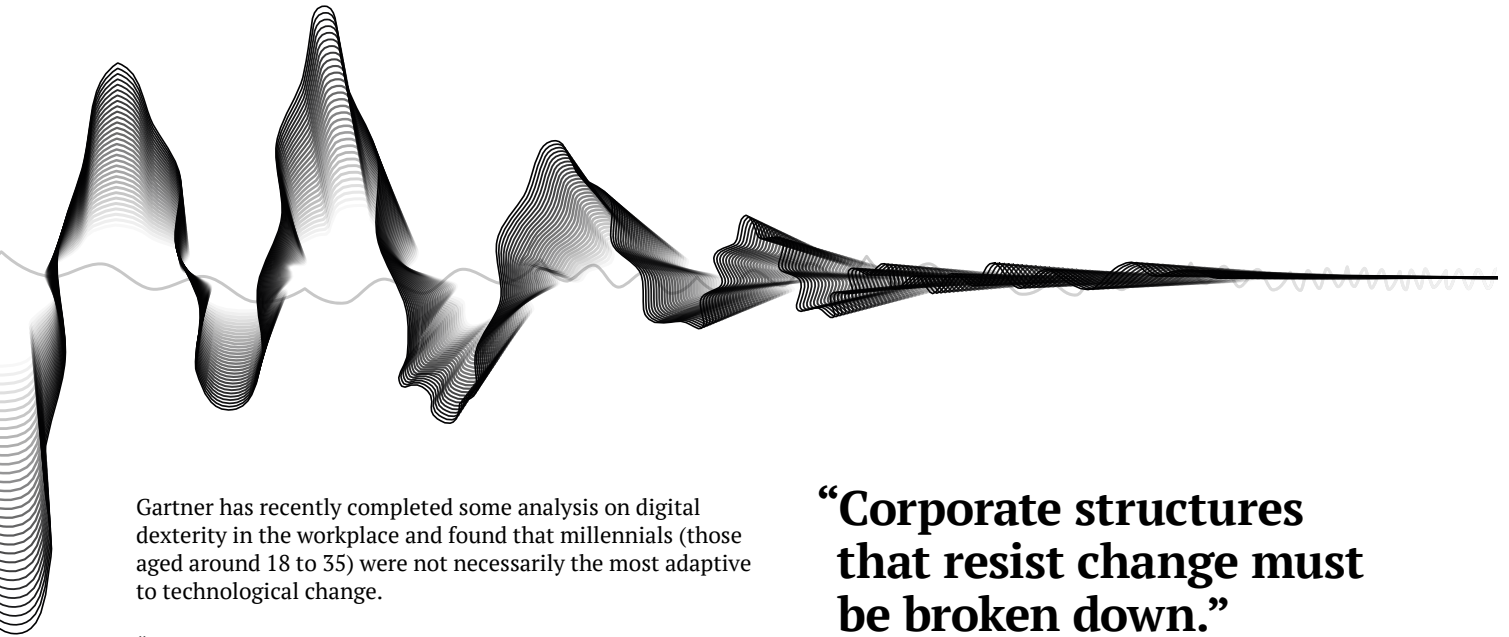 Gartner has recently completed some analysis on digital
dexterity in the workplace and found that millennials (those
aged around 18 to 35) were not necessarily the most adaptive
to technological change.
“Corporate structures
that resist change must
be broken down.”